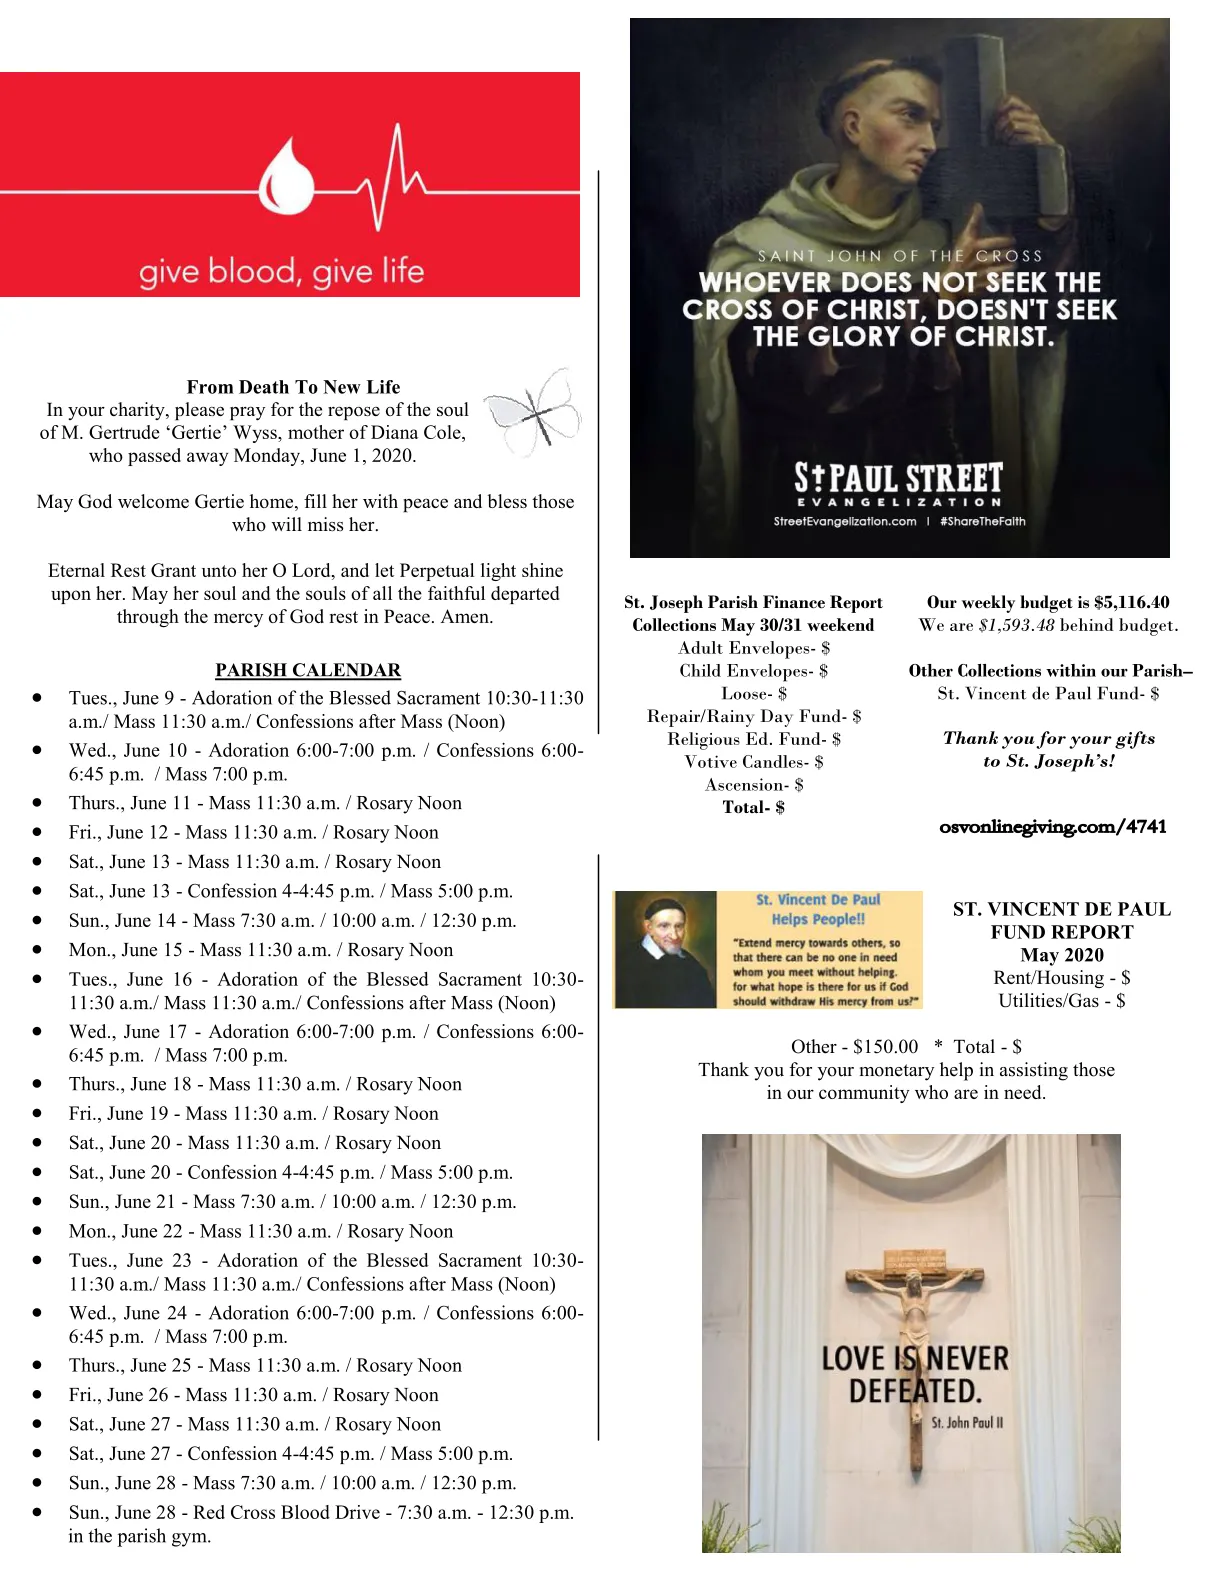 give blood, give life
From Death To New Life
In your charity, please pray for the repose of the soul
of M. Gertrude ‘Gertie’ Wyss, mother of Diana Cole,
who passed away Monday, June 1, 2020.
May God welcome Gertie home, fill her with peace and bless those
who will miss her.
Eternal Rest Grant unto her O Lord, and let Perpetual light shine
upon her. May her soul and the souls of all the faithful departed
through the mercy of God rest in Peace. Amen.
PARISH CALENDAR
• Tues., June 9 - Adoration of the Blessed Sacrament 10:30-11:30
a.m./ Mass 11:30 a.m./ Confessions after Mass (Noon)
• Wed., June 10 - Adoration 6:00-7:00 p.m. / Confessions 6:00-
6:45 p.m. / Mass 7:00 p.m.
• Thurs., June 11 - Mass 11:30 a.m. / Rosary Noon
• Fri., June 12 - Mass 11:30 a.m. / Rosary Noon
• Sat., June 13 - Mass 11:30 a.m. / Rosary Noon
• Sat., June 13 - Confession 4-4:45 p.m. / Mass 5:00 p.m.
• Sun., June 14 - Mass 7:30 a.m. / 10:00 a.m. / 12:30 p.m.
• Mon., June 15 - Mass 11:30 a.m. / Rosary Noon
• Tues., June 16 - Adoration of the Blessed Sacrament 10:30-
11:30 a.m./ Mass 11:30 a.m./ Confessions after Mass (Noon)
• Wed., June 17 - Adoration 6:00-7:00 p.m. / Confessions 6:00-
6:45 p.m. / Mass 7:00 p.m.
• Thurs., June 18 - Mass 11:30 a.m. / Rosary Noon
• Fri., June 19 - Mass 11:30 a.m. / Rosary Noon
• Sat., June 20 - Mass 11:30 a.m. / Rosary Noon
• Sat., June 20 - Confession 4-4:45 p.m. / Mass 5:00 p.m.
• Sun., June 21 - Mass 7:30 a.m. / 10:00 a.m. / 12:30 p.m.
• Mon., June 22 - Mass 11:30 a.m. / Rosary Noon
• Tues., June 23 - Adoration of the Blessed Sacrament 10:30-
11:30 a.m./ Mass 11:30 a.m./ Confessions after Mass (Noon)
• Wed., June 24 - Adoration 6:00-7:00 p.m. / Confessions 6:00-
6:45 p.m. / Mass 7:00 p.m.
• Thurs., June 25 - Mass 11:30 a.m. / Rosary Noon
• Fri., June 26 - Mass 11:30 a.m. / Rosary Noon
• Sat., June 27 - Mass 11:30 a.m. / Rosary Noon
• Sat., June 27 - Confession 4-4:45 p.m. / Mass 5:00 p.m.
• Sun., June 28 - Mass 7:30 a.m. / 10:00 a.m. / 12:30 p.m.
• Sun., June 28 - Red Cross Blood Drive - 7:30 a.m. - 12:30 p.m.
in the parish gym.
SAINT JOHN OF THE CROSS
WHOEVER DOES NOT SEEK THE
CROSS OF CHRIST, DOESN'T SEEK
THE GLORY OF CHRIST.
ST PAUL STREET
EVANGELIZATION
StreetEvangelization.com | #ShareTheFaith
St. Joseph Parish Finance Report
Collections May 30/31 weekend
Adult Envelopes- $
Child Envelopes- $
Loose- $
Repair/Rainy Day Fund- $
Religious Ed. Fund- $
Votive Candles- $
Ascension- $
Total- $
Our weekly budget is $5,116.40
We are $1,593.48 behind budget.
Other Collections within our Parish–
St. Vincent de Paul Fund- $
Thank you for your gifts
to St. Joseph’s!
osvonlinegiving.com/4741
St. Vincent De Paul
Helps People!!
"Extend mercy towards others, so
that there can be no one in need
whom you meet without helping.
for what hope is there for us if God
should withdraw His mercy from us?"
ST. VINCENT DE PAUL
FUND REPORT
May 2020
Rent/Housing - $
Utilities/Gas - $
Other - $150.00 * Total - $
Thank you for your monetary help in assisting those
in our community who are in need.
LOVE IS NEVER
DEFEATED.
St. John Paul II